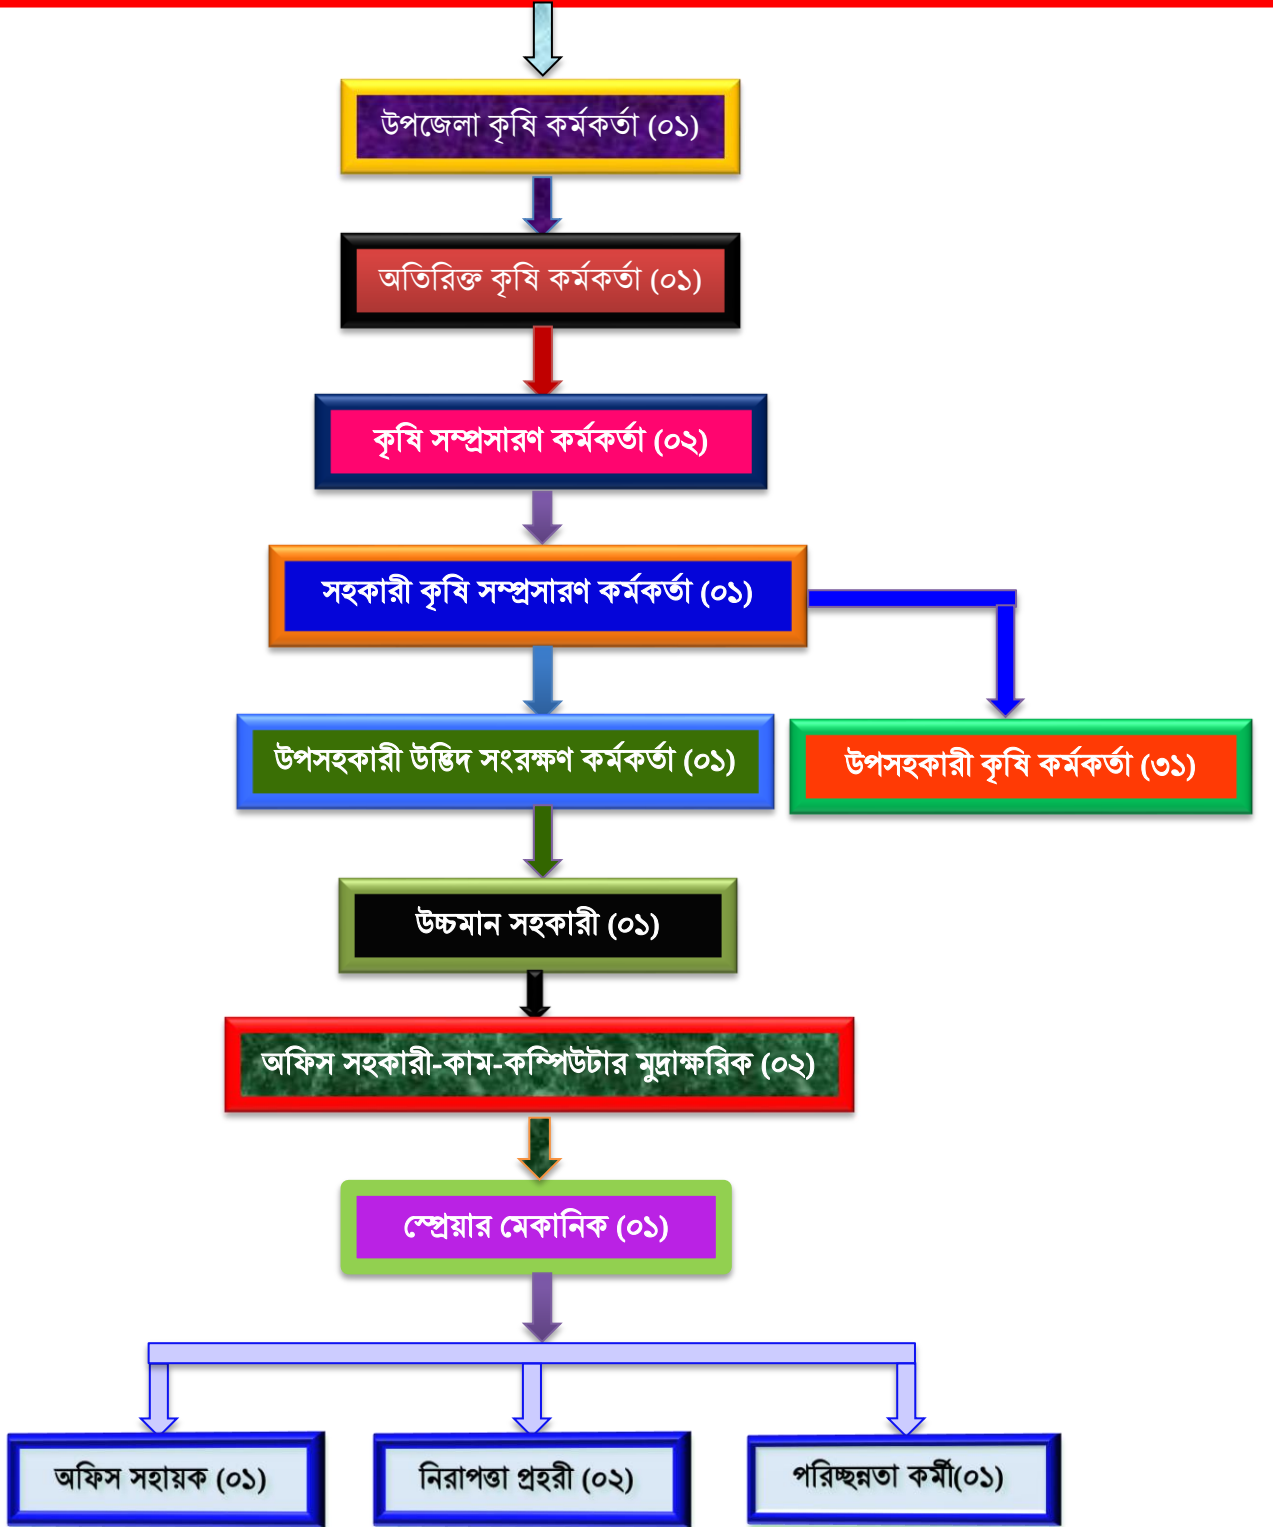 উপজেলা কৃষি কর্মকর্তা (০১)
অতিরিক্ত কৃষি কর্মকর্তা (০১)
কৃষি সম্প্রসারণ কর্মকর্তা (০২)
সহকারী কৃষি সম্প্রসারণ কর্মকর্তা (০১)
উপসহকারী উদ্ভিদ সংরক্ষণ কর্মকর্তা (০১)
উপসহকারী কৃষি কর্মকর্তা (৩১)
উচ্চমান সহকারী (০১)
অফিস সহকারী-কাম-কম্পিউটার মুদ্রাক্ষরিক (০২)
স্প্রেয়ার মেকানিক (০১)
অফিস সহায়ক (০১)
নিরাপত্তা প্রহরী (০২)
পরিচ্ছন্নতা কর্মী(০১)